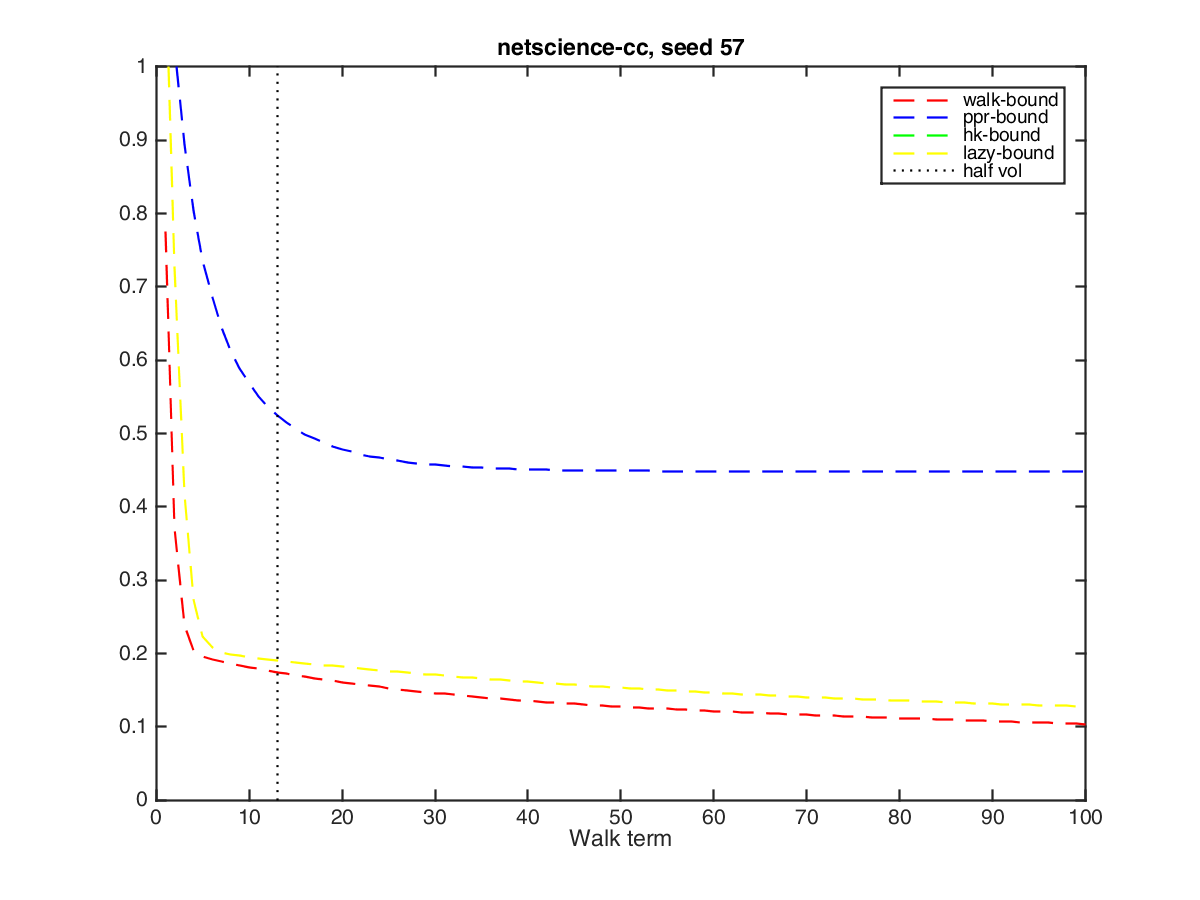 netscience-cc, seed 57
1
0.9
0.8
0.7
0.6
0.5
0.4
0.3
0.2
0.1
0
walk-bound
ppr-bound
hk-bound
lazy-bound
half vol
0 10 20 30 40 50 60 70 80 90 100
Walk term